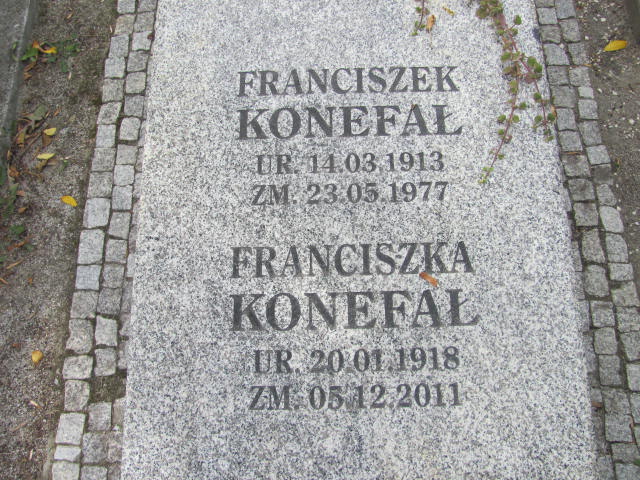 FRANCISZEK
KONEFAŁ
UR. 14.03.1913
ZM. 23.05.1977
FRANCISZKA
KONEFAŁ
UR. 20.01.1918
ZM. 05.12.2011